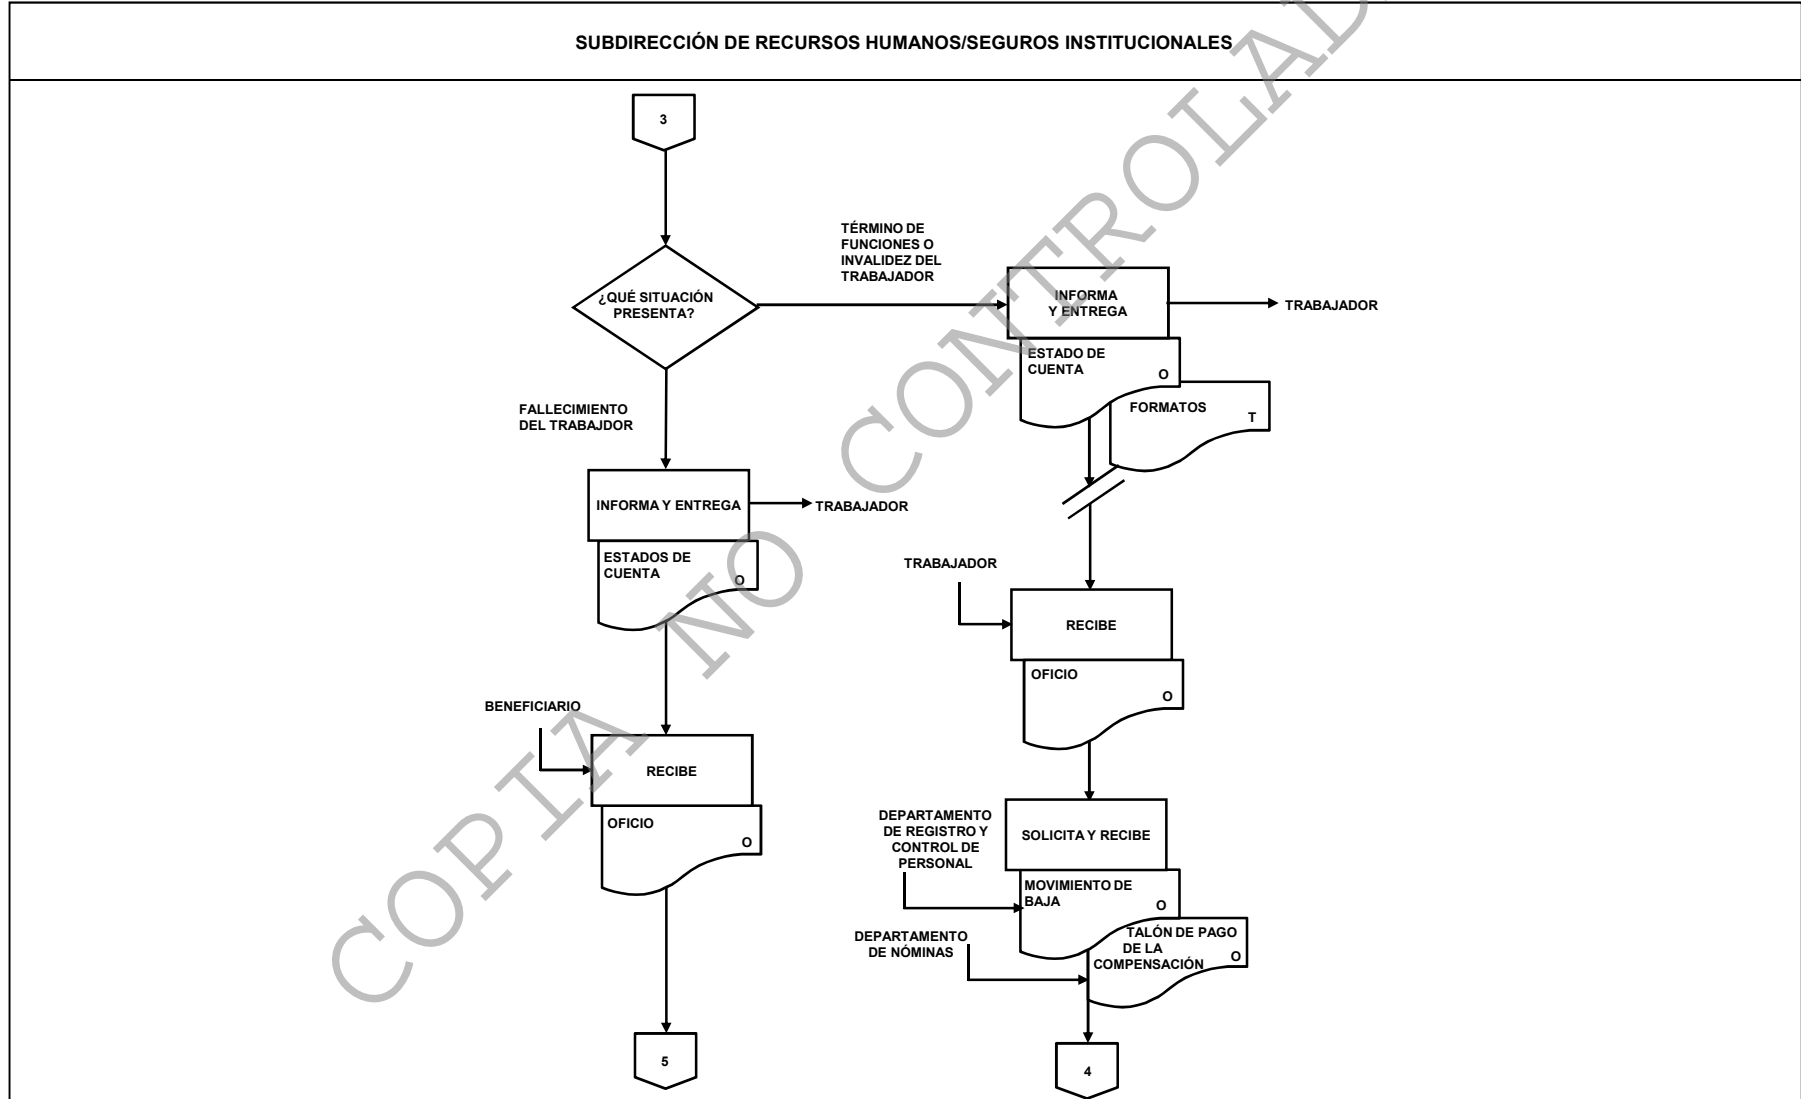 SUBDIRECCIÓN DE RECURSOS HUMANOS/SEGUROS INSTITUCIONALES
3
¿QUÉ SITUACIÓN
PRESENTA?
TÉRMINO DE
FUNCIONES O
INVALIDEZ DEL
TRABAJADOR
INFORMA
Y ENTREGA
TRABAJADOR
ESTADO DE
CUENTA
O
FORMATOS
T
FALLECIMIENTO
DEL TRABAJDOR
INFORMA Y ENTREGA
TRABAJADOR
ESTADOS DE
CUENTA
O
TRABAJADOR
RECIBE
OFICIO
O
BENEFICIARIO
RECIBE
OFICIO
O
DEPARTAMENTO
DE REGISTRO Y
CONTROL DE
PERSONAL
SOLICITA Y RECIBE
MOVIMIENTO DE
BAJA
O
DEPARTAMENTO
DE NÓMINAS
TALÓN DE PAGO
DE LA
COMPENSACIÓN
O
5
4
COPIA NO CONTROLAD